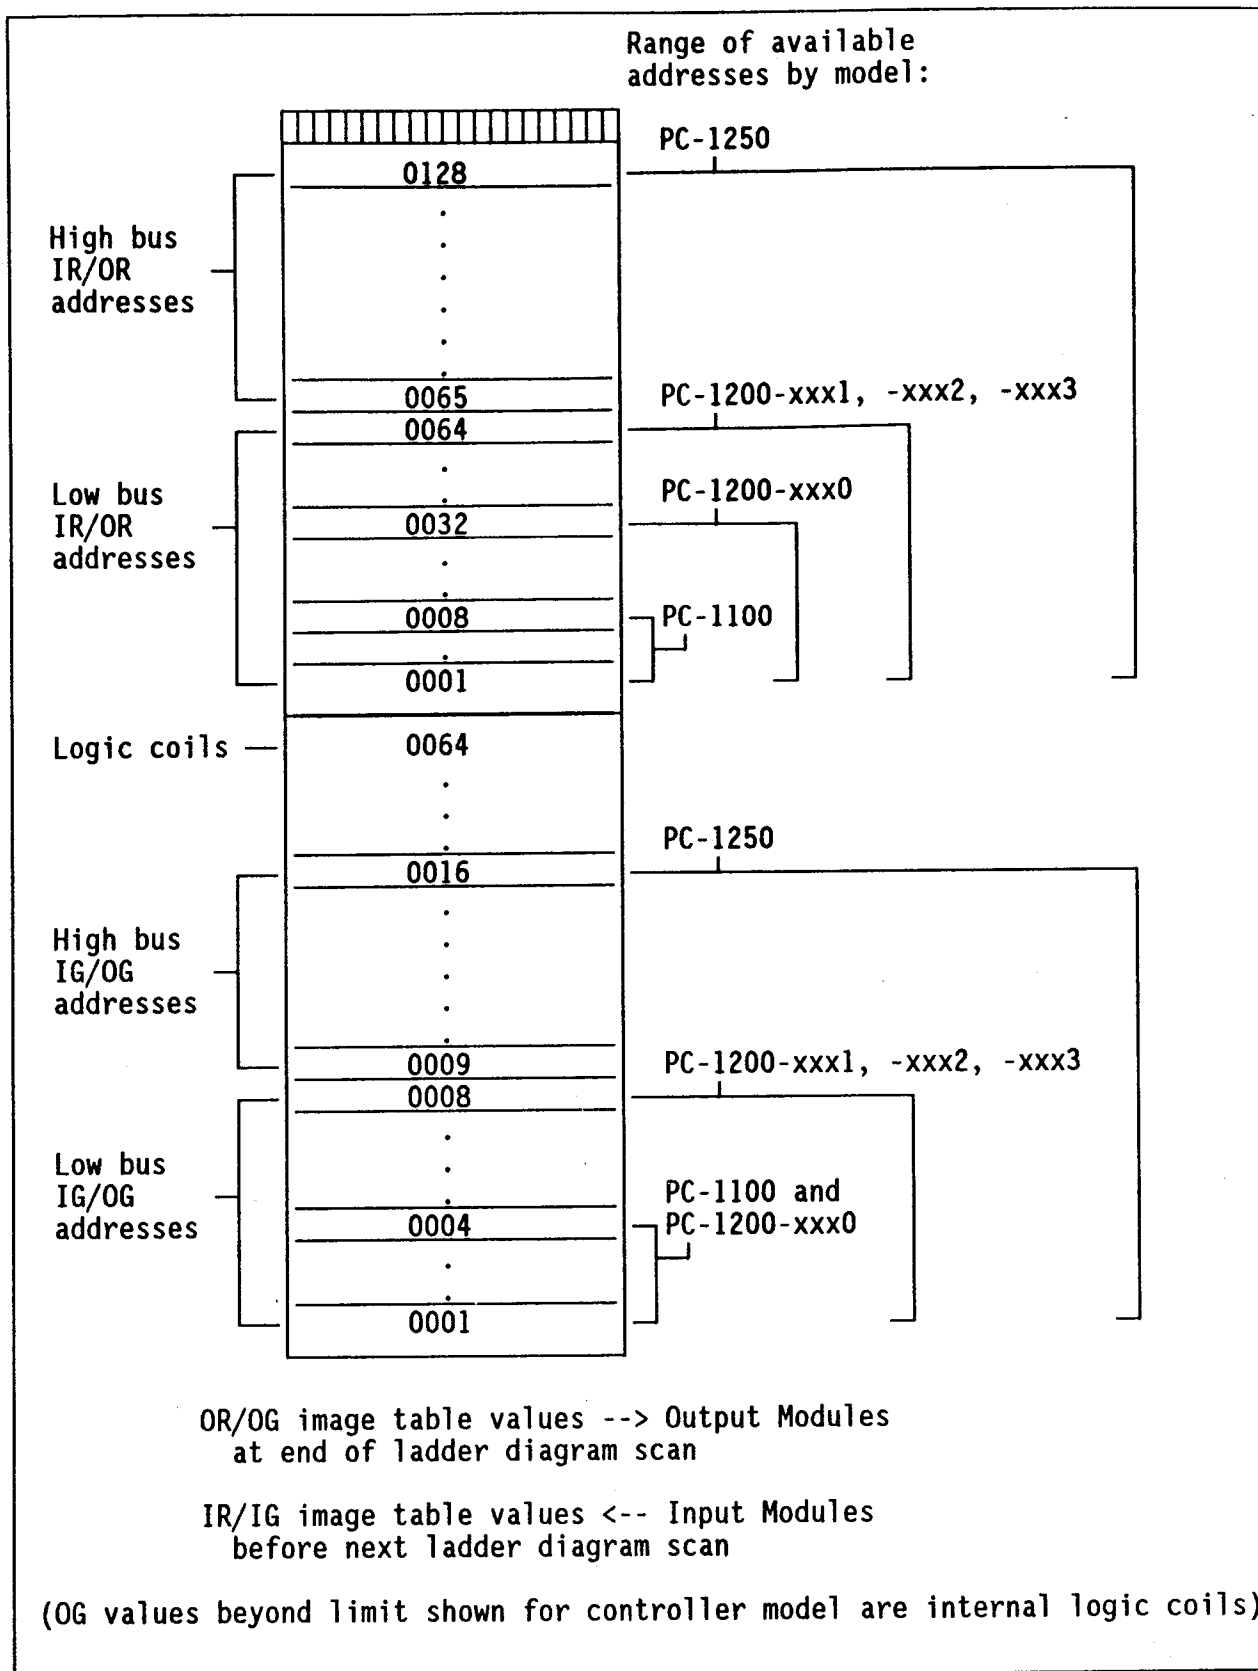 Range of available
addresses by model:
PC-1250
0128
High bus
IR/OR
addresses
0065
PC-1200-xxx1, -xxx2, -xxx3
0064
Low bus
IR/OR
addresses
PC-1200-xxx0
0032
0008
PC-1100
0001
Logic coils
0064
PC-1250
0016
High bus
IG/OG
addresses
0009
PC-1200-xxx1, -xxx2, -xxx3
0008
Low bus
IG/OG
addresses
PC-1100 and
PC-1200-xxx0
0004
0001
OR/OG image table values --> Output Modules
at end of ladder diagram scan
IR/IG image table values <-- Input Modules
before next ladder diagram scan
(OG values beyond limit shown for controller model are internal logic coils)